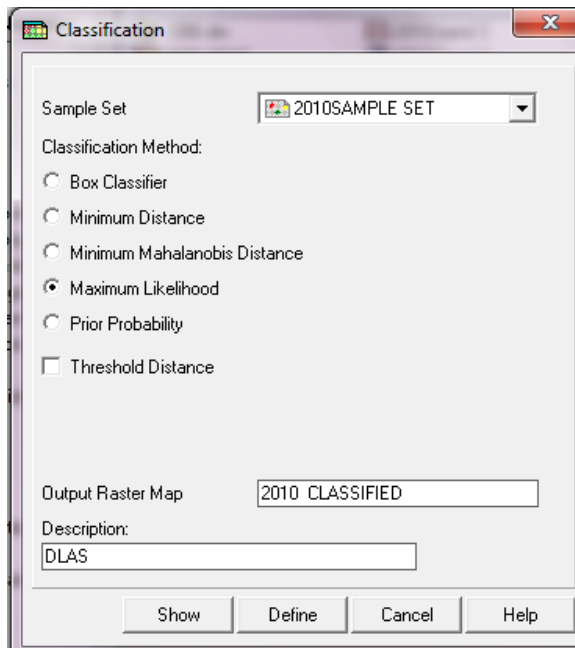 Classification
Sample Set 2010SAMPLE SET
Classification Method:
Box Classifier
Minimum Distance
Minimum Mahalanobis Distance
Maximum Likelihood
Prior Probability
Threshold Distance
Output Raster Map 2010 CLASSIFIED
Description:
DLAS
Show Define Cancel Help